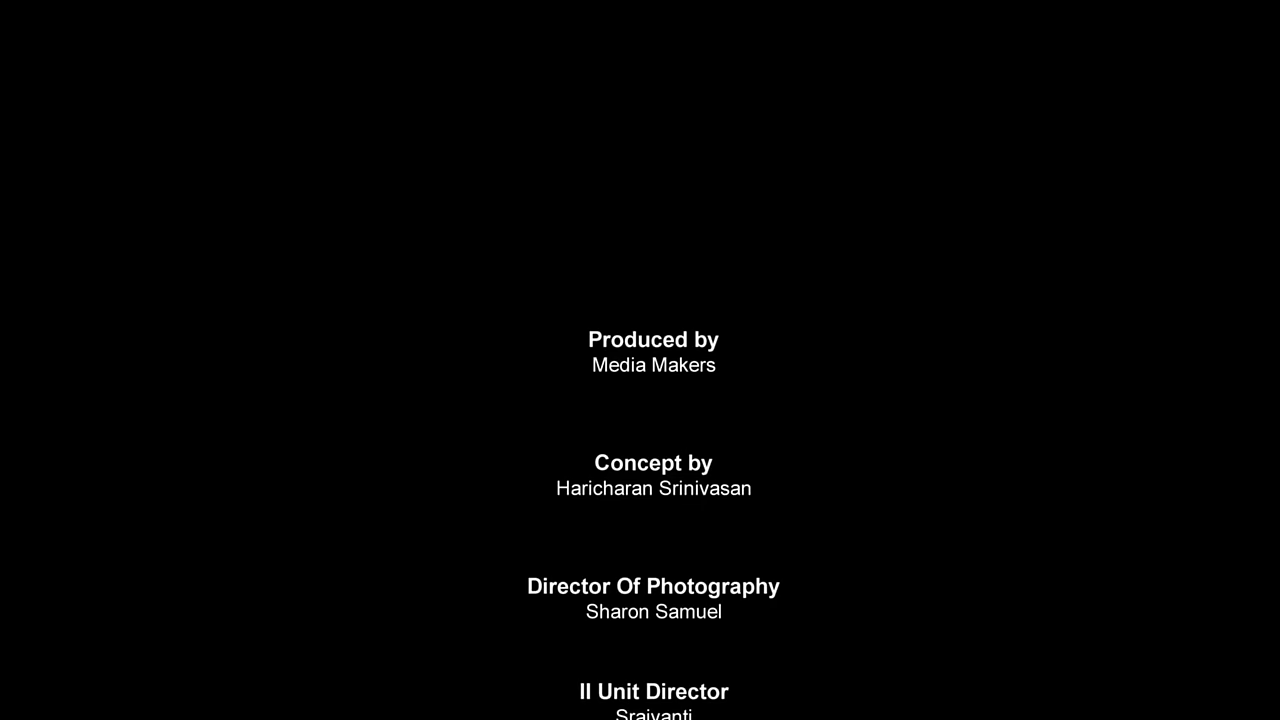 Produced by
Media Makers
Concept by
Haricharan Srinivasan
Director Of Photography
Sharon Samuel
II Unit Director